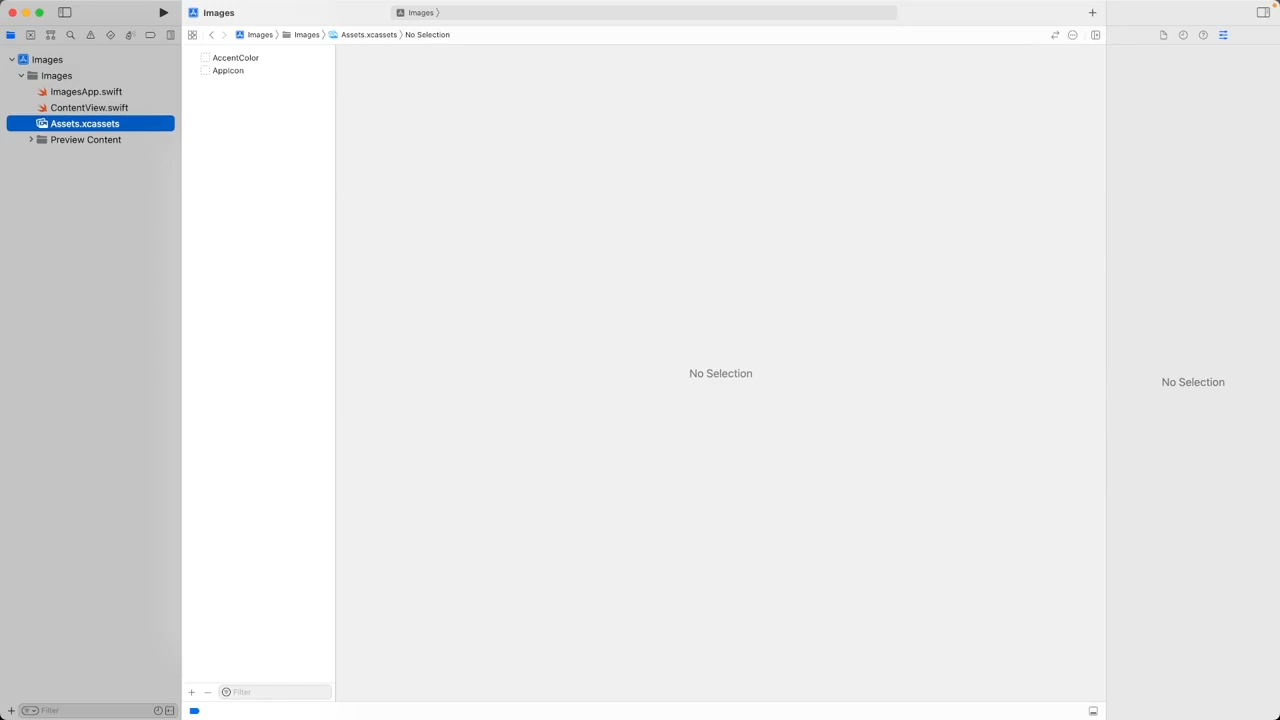 Images
Images 〉
Images 〉 Images 〉 Assets.xcassets 〉 No Selection
Images
Images
ImagesApp.swift
ContentView.swift
Assets.xcassets
Preview Content
AccentColor
AppIcon
No Selection
No Selection
Filter
Filter